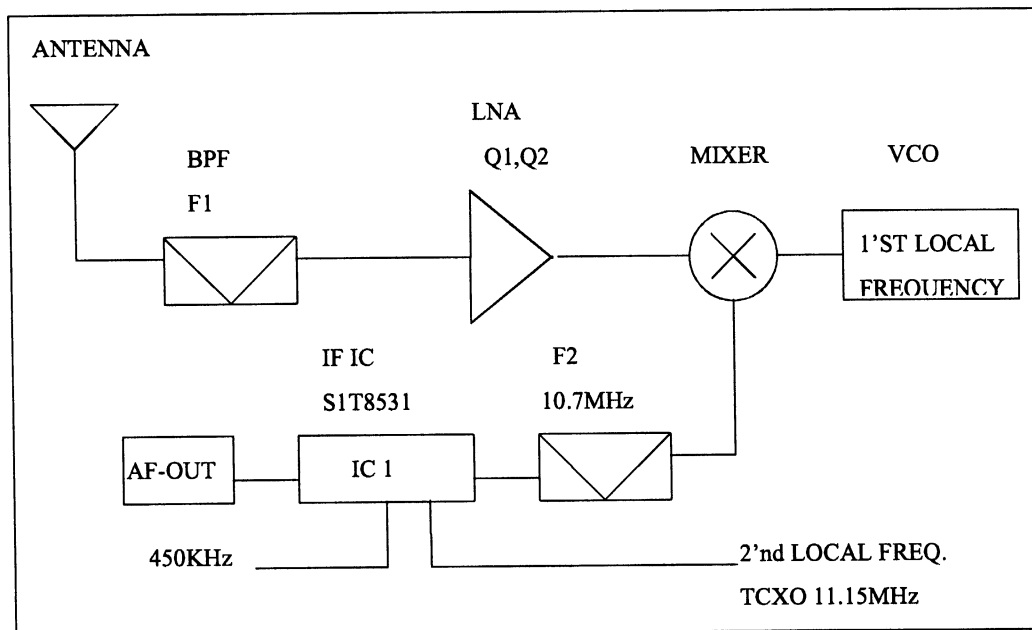 ANTENNA
LNA
BPF
Q1,Q2
MIXER
VCO
F1
1'ST LOCAL
FREQUENCY
IF IC
F2
S1T8531
10.7MHz
AF-OUT
IC 1
450KHz
2'nd LOCAL FREQ.
TCXO 11.15MHz